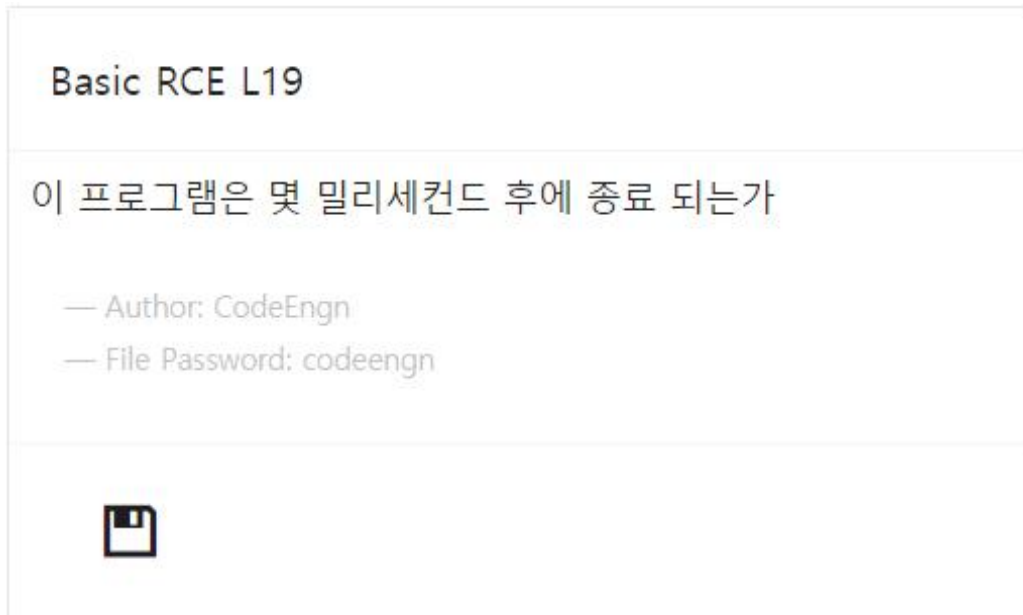 Basic RCE L19
이 프로그램은 몇 밀리세컨드 후에 종료 되는가
— Author: CodeEngn
— File Password: codeengn